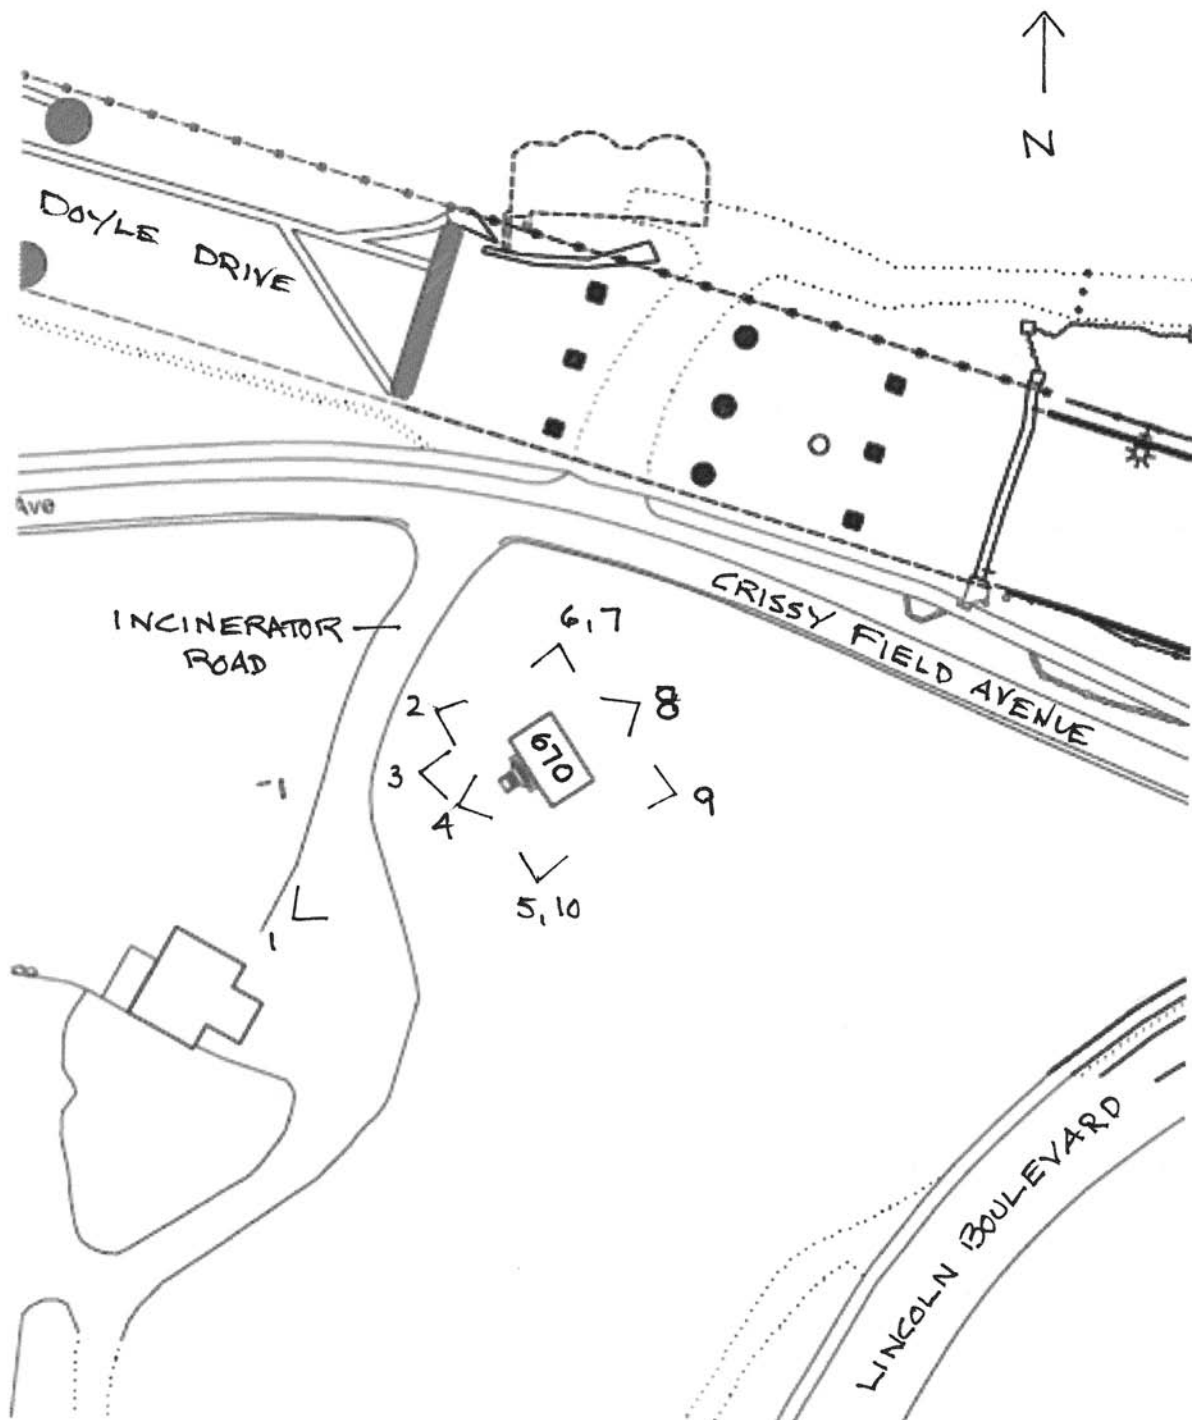 N
DOYLE DRIVE
Ave
CRISSY FIELD AVENUE
INCINERATOR
ROAD
6,7
2
8
670
3
9
4
5,10
1
LINCOLN BOULEVARD